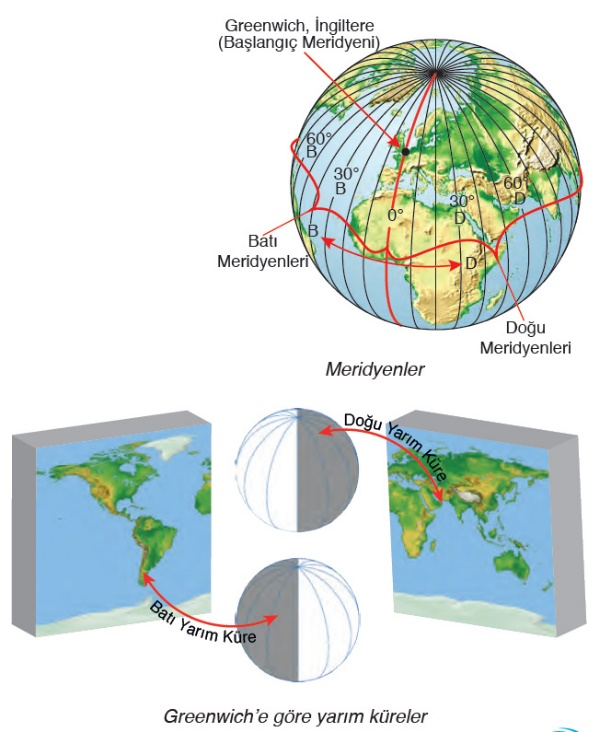 Greenwich, İngiltere
(Başlangıç Meridyeni)
60°
B
30°
B
0°
30°
D
60°
D
B
D
Batı
Meridyenleri
Doğu
Meridyenleri
Meridyenler
Doğu Yarım Küre
Batı Yarım Küre
Greenwich'e göre yarım küreler